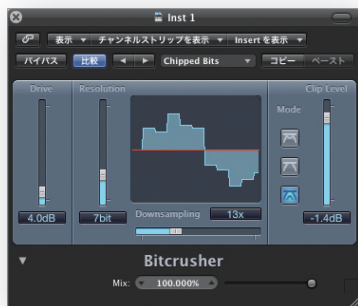 Inst 1
表示 チャンネルストリップを表示 Insert を表示
バイパス 比較 Chipped Bits コピー ペースト
Drive Resolution Clip Level
Mode
4.0dB 7bit Downsampling 13x -1.4dB
Bitcrusher
Mix: 100.000%